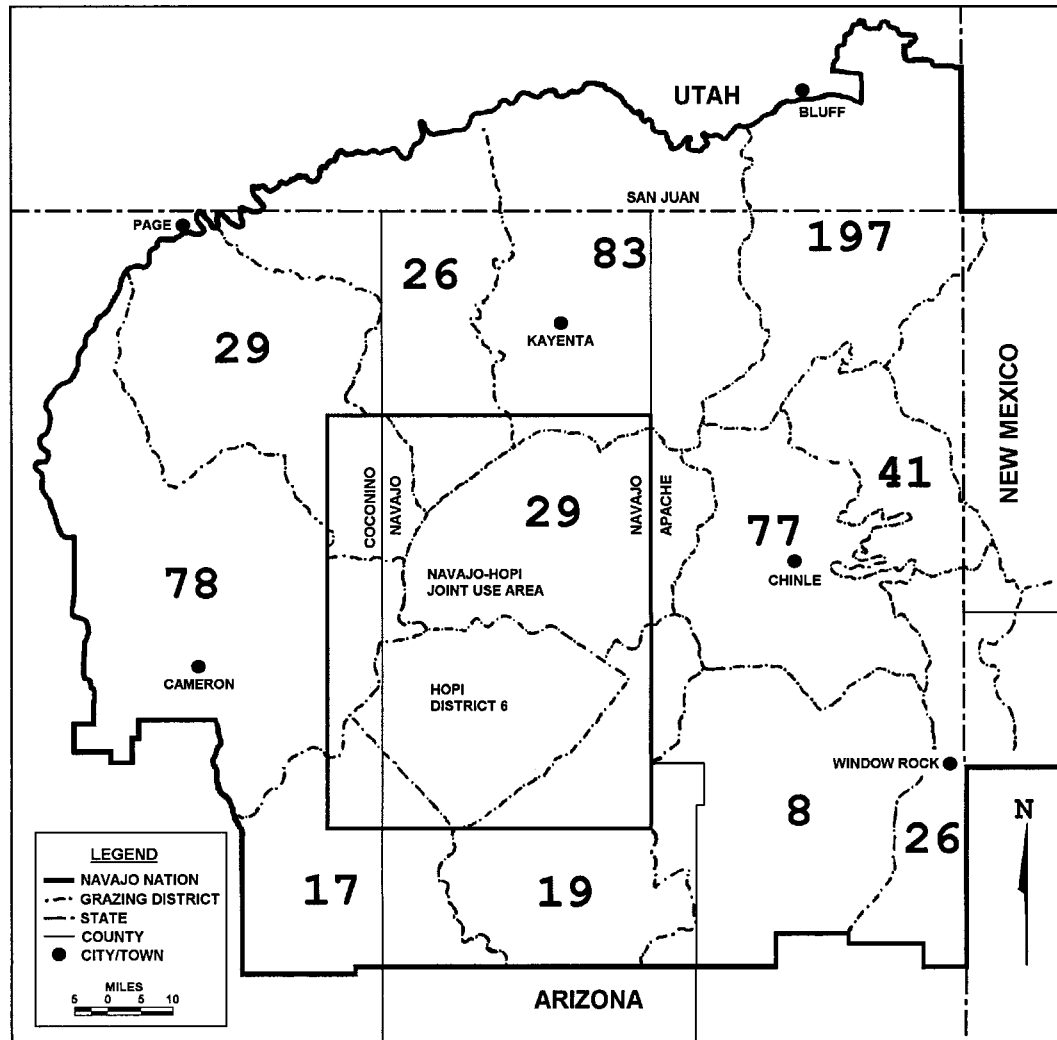 UTAH
BLUFF
SAN JUAN
PAGE
197
83
26
29
KAYENTA
NEW MEXICO
COCONINO
NAVAJO
NAVAJO
APACHE
41
29
77
CHINLE
78
NAVAJO-HOPI
JOINT USE AREA
CAMERON
HOPI
DISTRICT 6
WINDOW ROCK
8
26
N
17
19
LEGEND
NAVAJO NATION
GRAZING DISTRICT
STATE
COUNTY
CITY/TOWN
MILES
5 0 5 10
ARIZONA